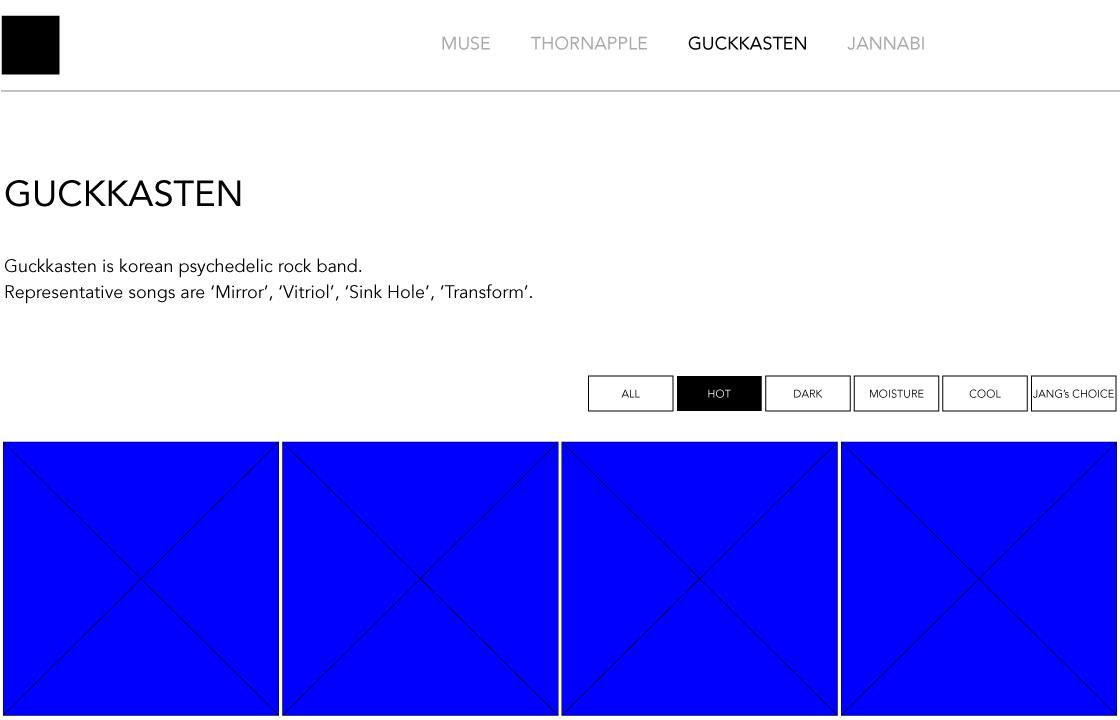 MUSE THORNAPPLE GUCKKASTEN JANNABI
GUCKKASTEN
Guckkasten is korean psychedelic rock band.
Representative songs are ‘Mirror’, ‘Vitriol’, ‘Sink Hole’, ‘Transform’.
ALL HOT DARK MOISTURE COOL JANG’s CHOICE